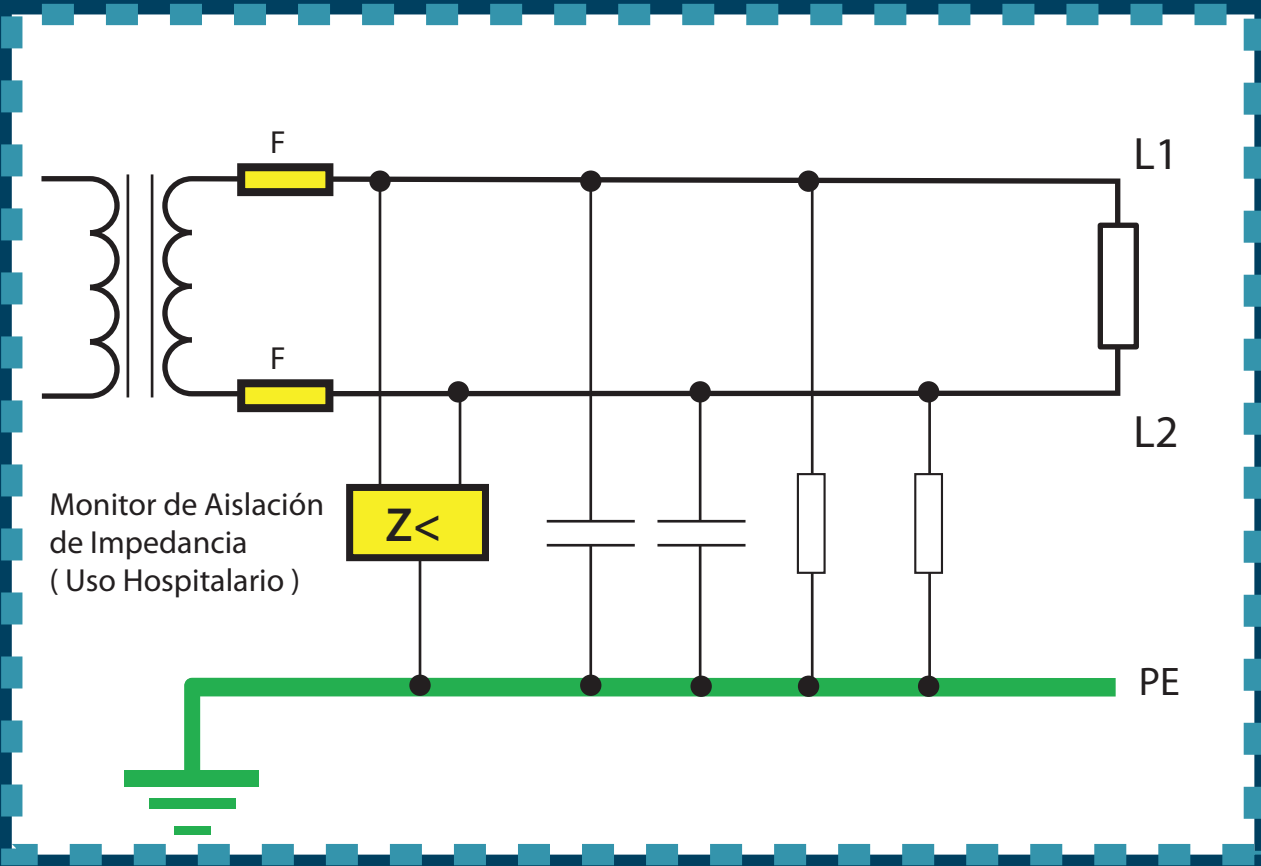 F
L1
F
L2
Monitor de Aislación
de Impedancia
( Uso Hospitalario )
Z<
PE